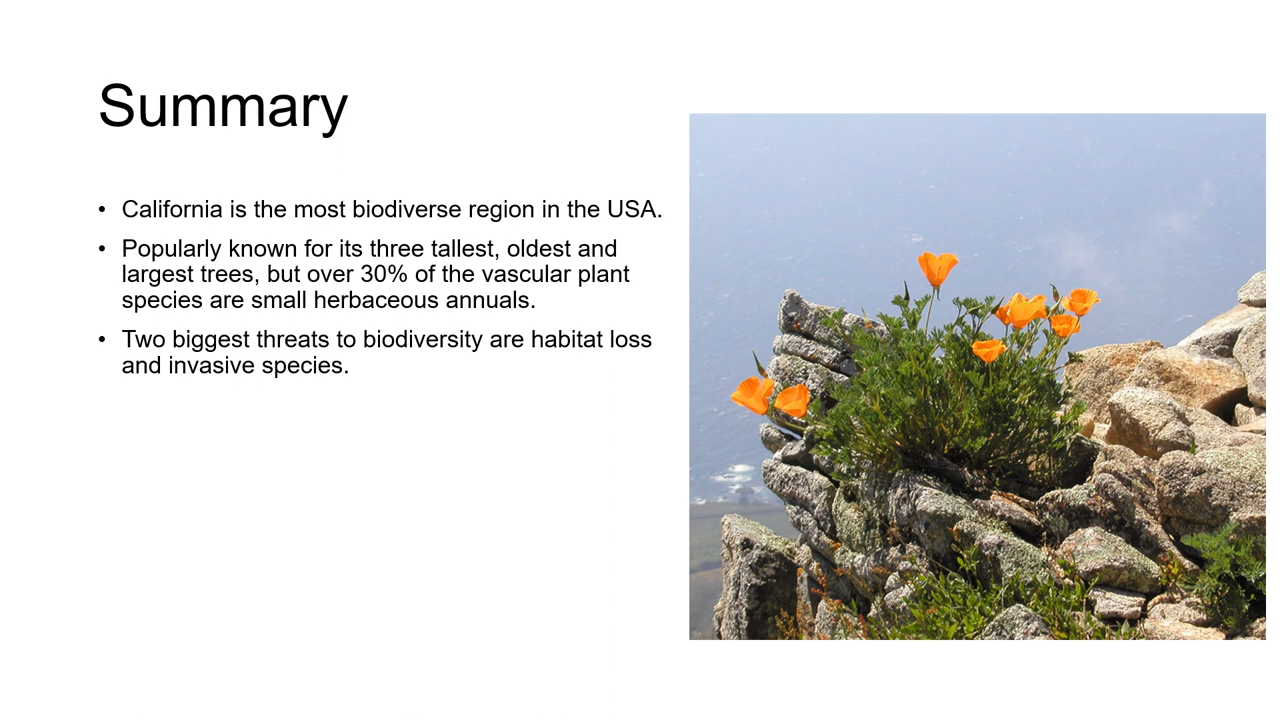 Summary
• California is the most biodiverse region in the USA.
• Popularly known for its three tallest, oldest and
largest trees, but over 30% of the vascular plant
species are small herbaceous annuals.
• Two biggest threats to biodiversity are habitat loss
and invasive species.